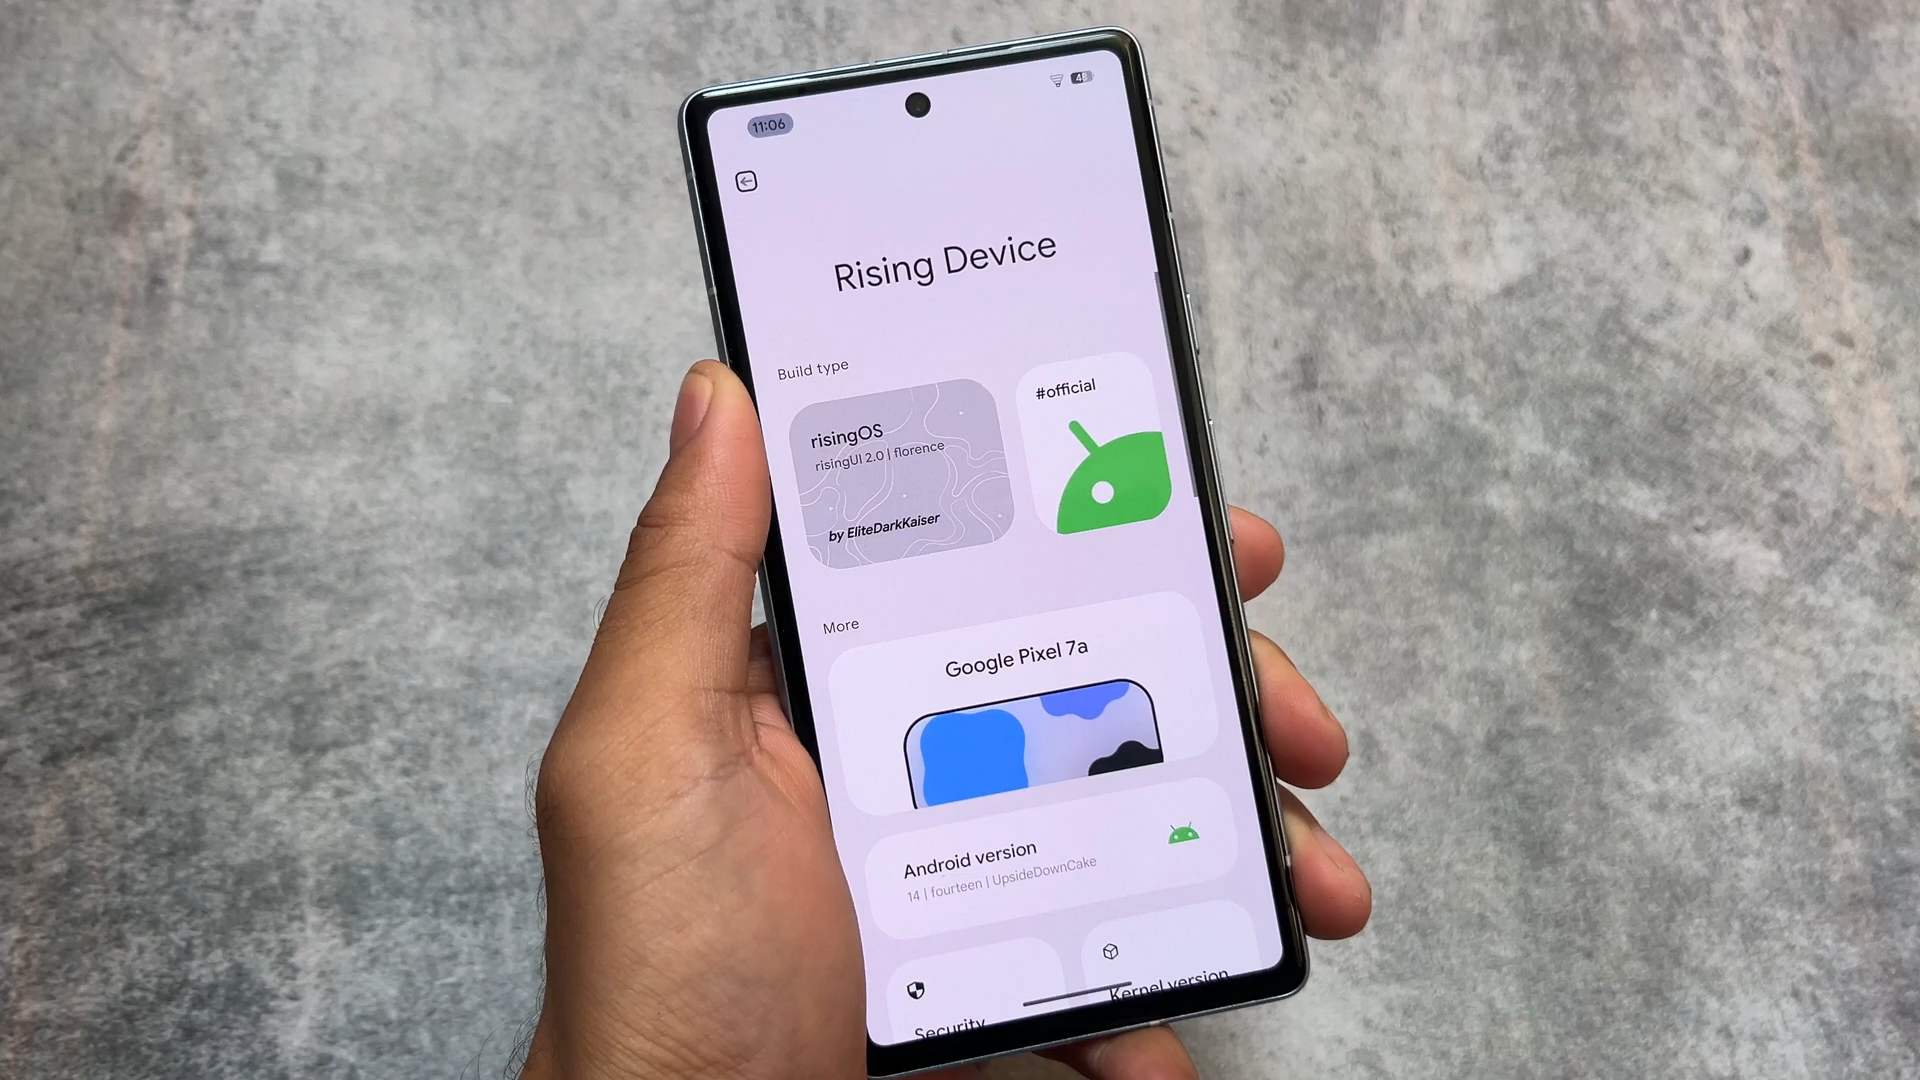 11:06
48
Rising Device
Build type
risingOS
risingUI 2.0 | florence
by EliteDarkKaiser
#official
More
Google Pixel 7a
Android version
14 | fourteen | UpsideDownCake
Security
Kernel version